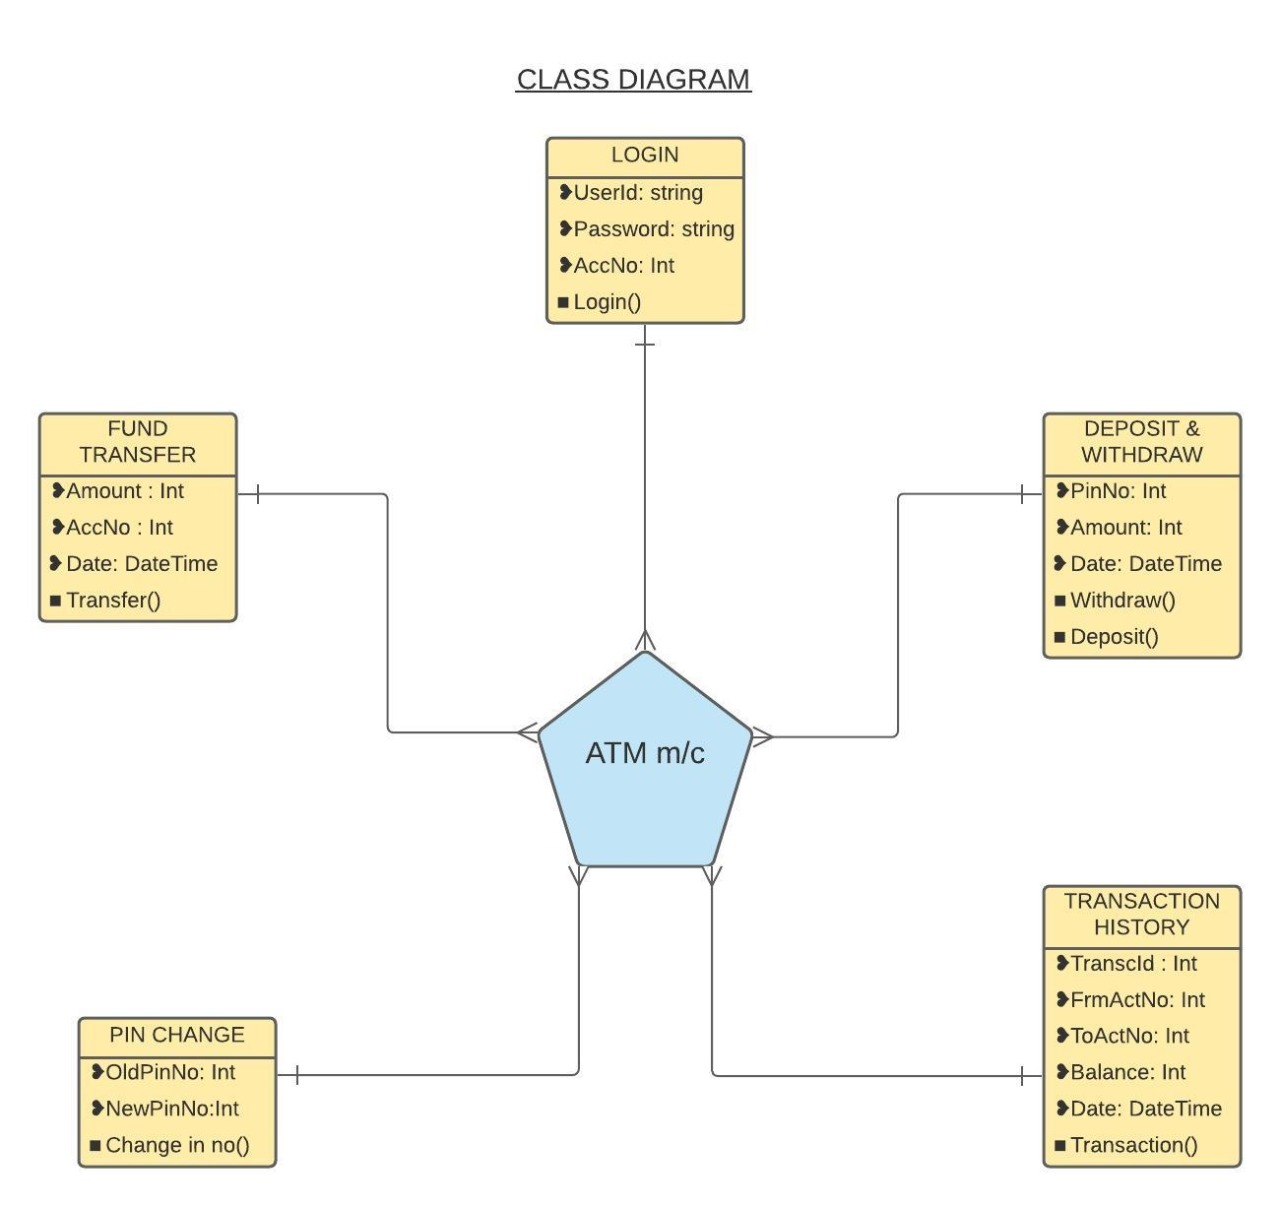 CLASS DIAGRAM
LOGIN
❥UserId: string
❥Password: string
❥AccNo: Int
■ Login()
FUND
TRANSFER
❥Amount : Int
❥AccNo : Int
❥Date: DateTime
■ Transfer()
DEPOSIT &
WITHDRAW
❥PinNo: Int
❥Amount: Int
❥Date: DateTime
■ Withdraw()
■ Deposit()
ATM m/c
PIN CHANGE
❥OldPinNo: Int
❥NewPinNo:Int
■ Change in no()
TRANSACTION
HISTORY
❥TranscId : Int
❥FrmActNo: Int
❥ToActNo: Int
❥Balance: Int
❥Date: DateTime
■ Transaction()